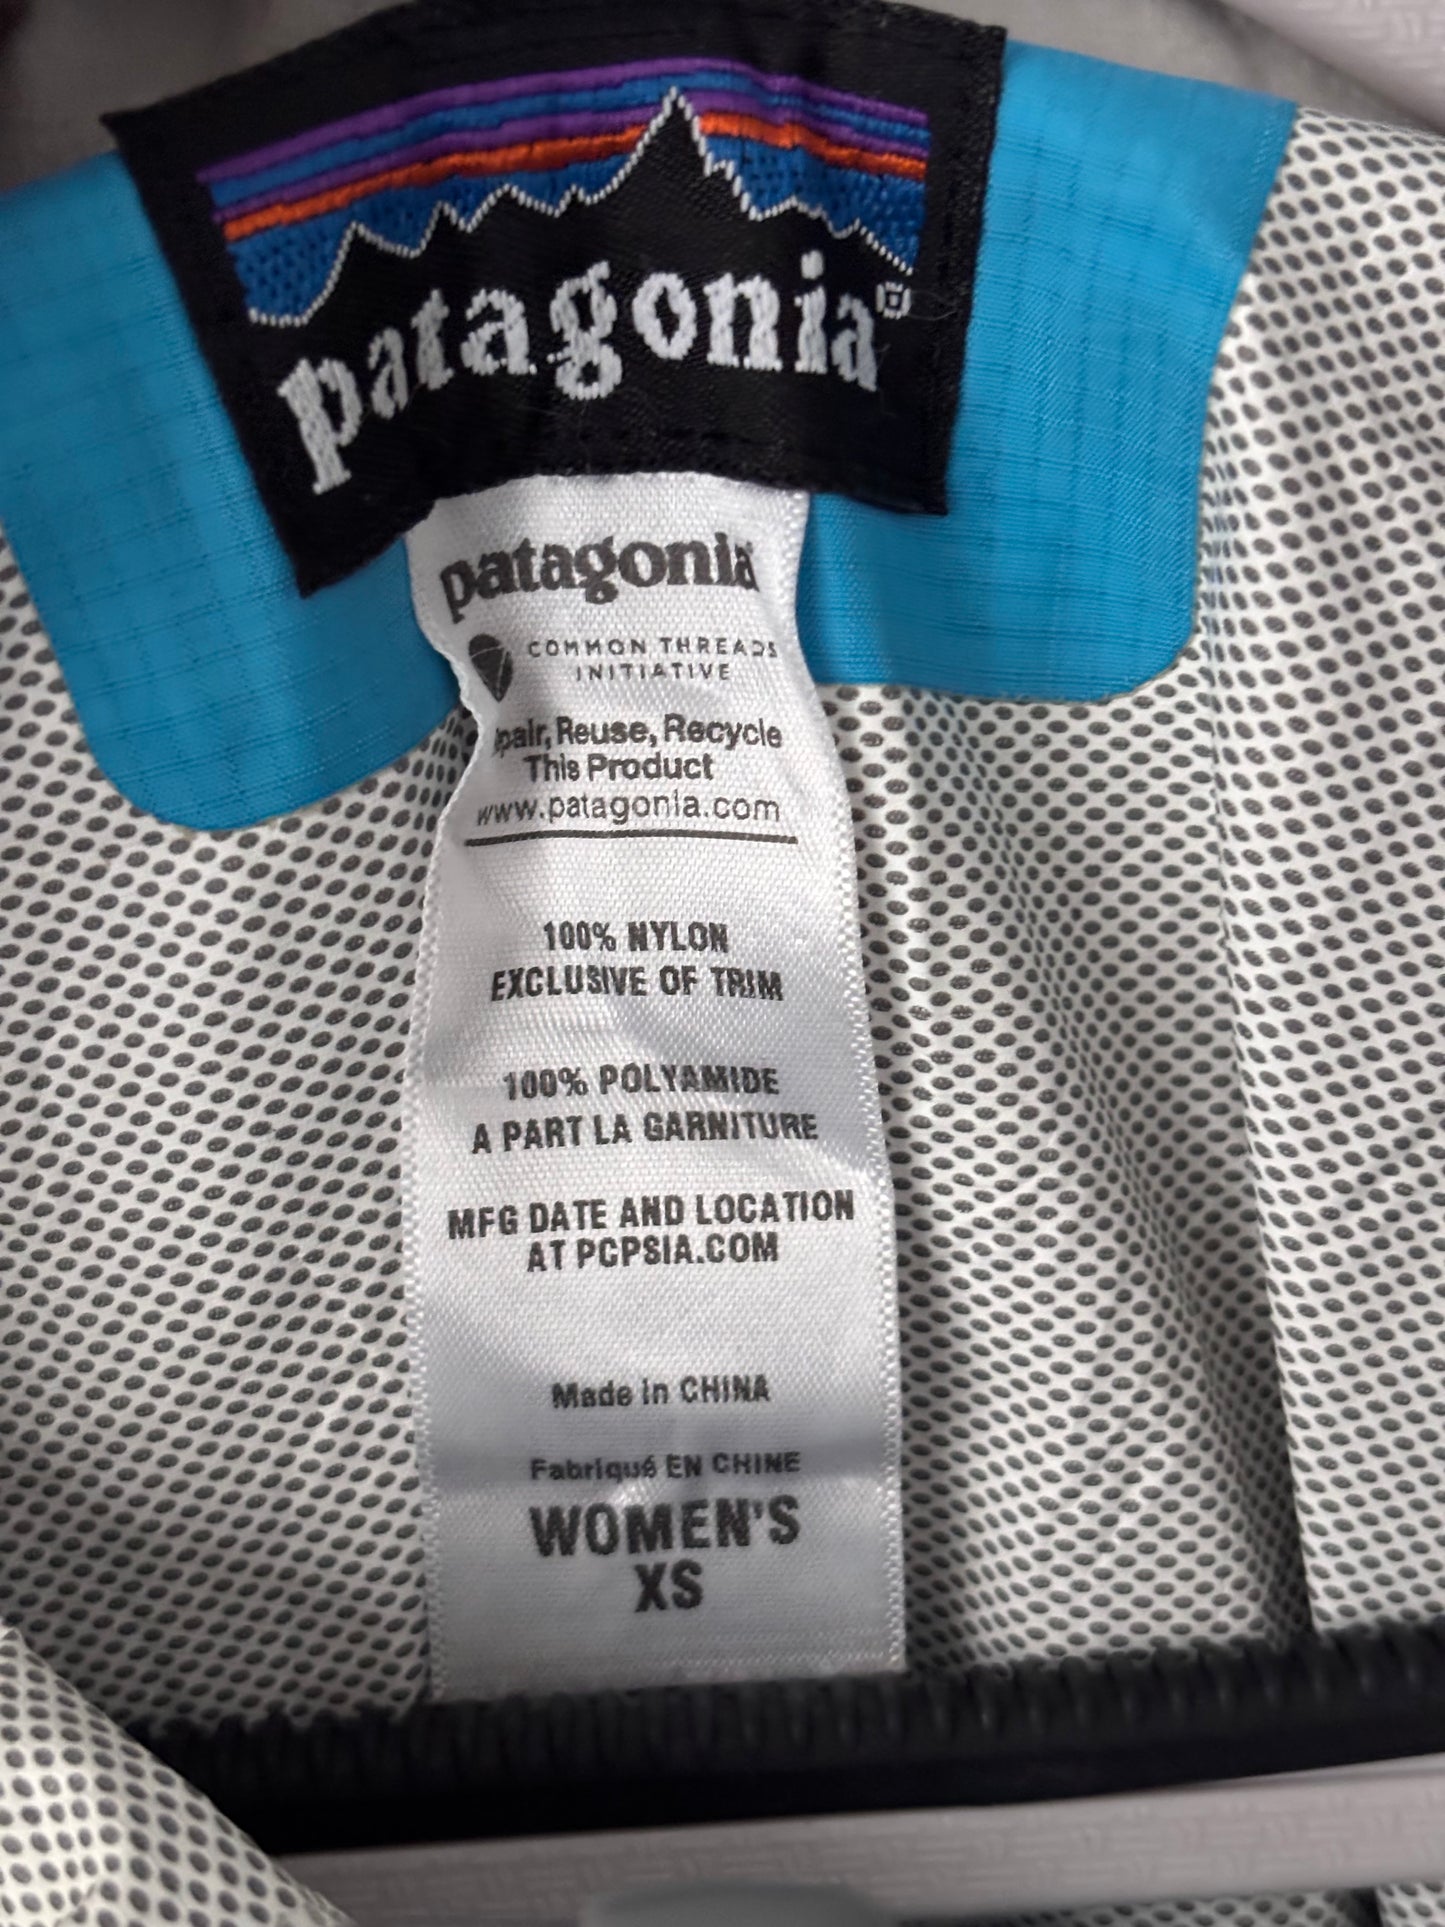 patagonia
patagonia
COMMON THREADS
INITIATIVE
Reuse, Recycle
This Product
www.patagonia.com
100% NYLON
EXCLUSIVE OF TRIM
100% POLYAMIDE
A PART LA GARNITURE
MFG DATE AND LOCATION
AT PCPSIA.COM
Made in CHINA
Fabriqué EN CHINE
WOMEN'S
XS